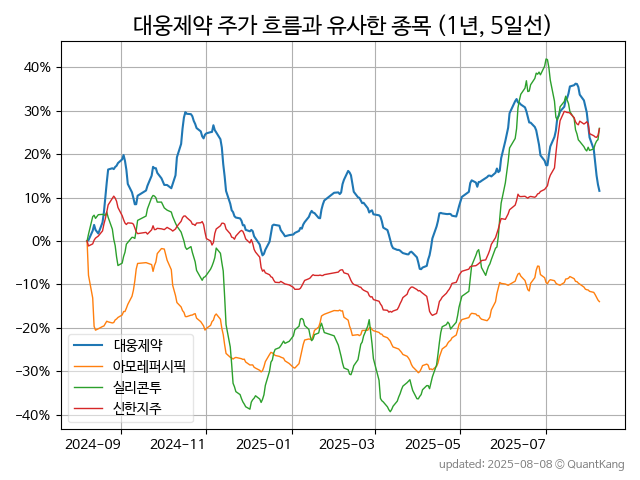 대웅제약 주가 흐름과 유사한 종목 (1년, 5일선)
40%
30%
20%
10%
0%
−10%
−20%
−30%
−40%
대웅제약
아모레퍼시픽
실리콘투
신한지주
2024-09 2024-11 2025-01 2025-03 2025-05 2025-07
updated: 2025-08-08 © QuantKang